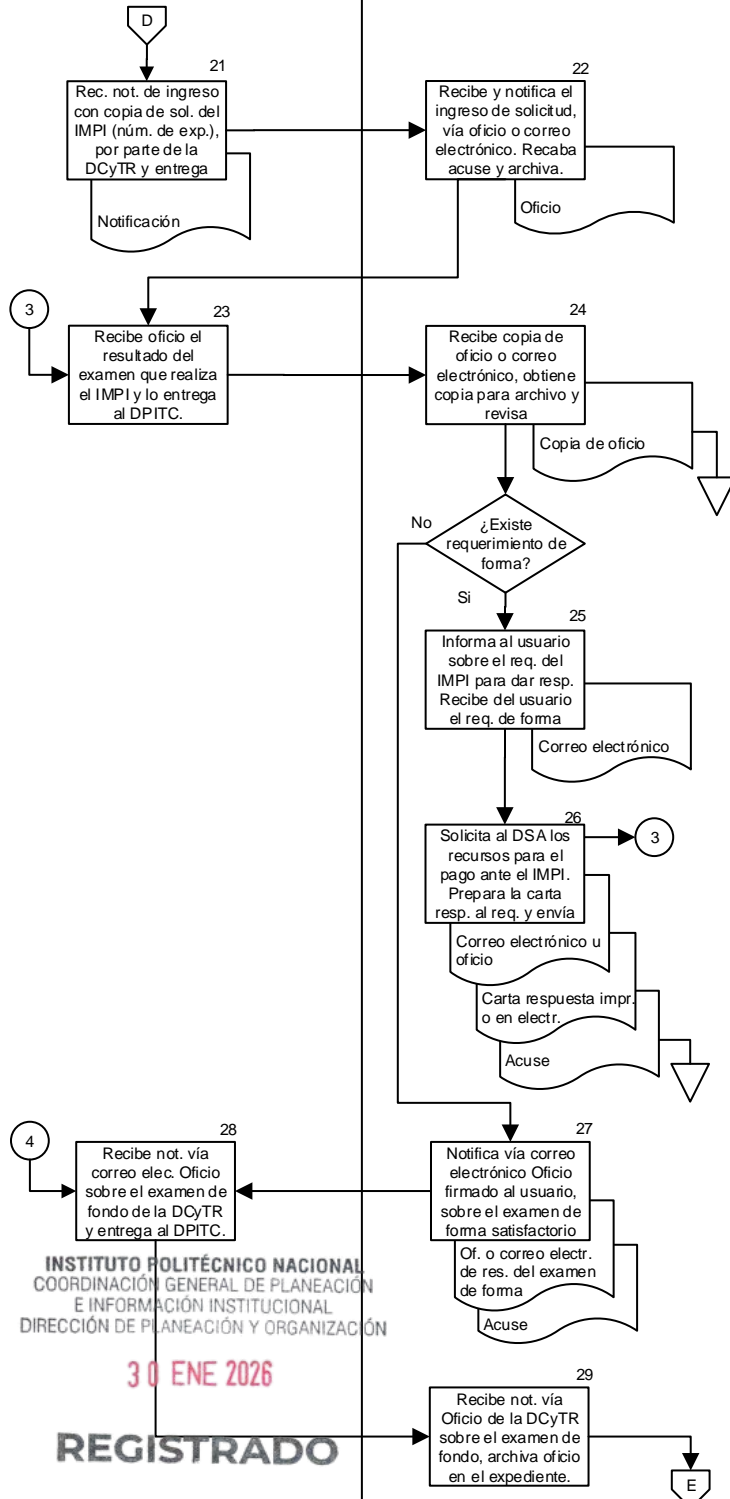 D
21
Rec. not. de ingreso
con copia de sol. del
IMPI (núm. de exp.),
por parte de la
DCyTR y entrega
Notificación
22
Recibe y notifica el
ingreso de solicitud,
vía oficio o correo
electrónico. Recaba
acuse y archiva.
Oficio
3
23
Recibe oficio el
resultado del
examen que realiza
el IMPI y lo entrega
al DPITC.
24
Recibe copia de
oficio o correo
electrónico, obtiene
copia para archivo y
revisa
Copia de oficio
No
¿Existe
requerimiento de
forma?
Si
25
Informa al usuario
sobre el req. del
IMPI para dar resp.
Recibe del usuario
el req. de forma
Correo electrónico
26
Solicita al DSA los
recursos para el
pago ante el IMPI.
Prepara la carta
resp. al req. y envía
3
Correo electrónico u
oficio
Carta respuesta impr.
o en electr.
Acuse
4
28
Recibe not. vía
correo elec. Oficio
sobre el examen de
fondo de la DCyTR
y entrega al DPITC.
27
Notifica vía correo
electrónico Oficio
firmado al usuario,
sobre el examen de
forma satisfactorio
Of. o correo electr.
de res. del examen
de forma
Acuse
INSTITUTO POLITÉCNICO NACIONAL
COORDINACIÓN GENERAL DE PLANEACIÓN
E INFORMACIÓN INSTITUCIONAL
DIRECCIÓN DE PLANEACIÓN Y ORGANIZACIÓN
30 ENE 2026
REGISTRADO
29
Recibe not. vía
Oficio de la DCyTR
sobre el examen de
fondo, archiva oficio
en el expediente.
E